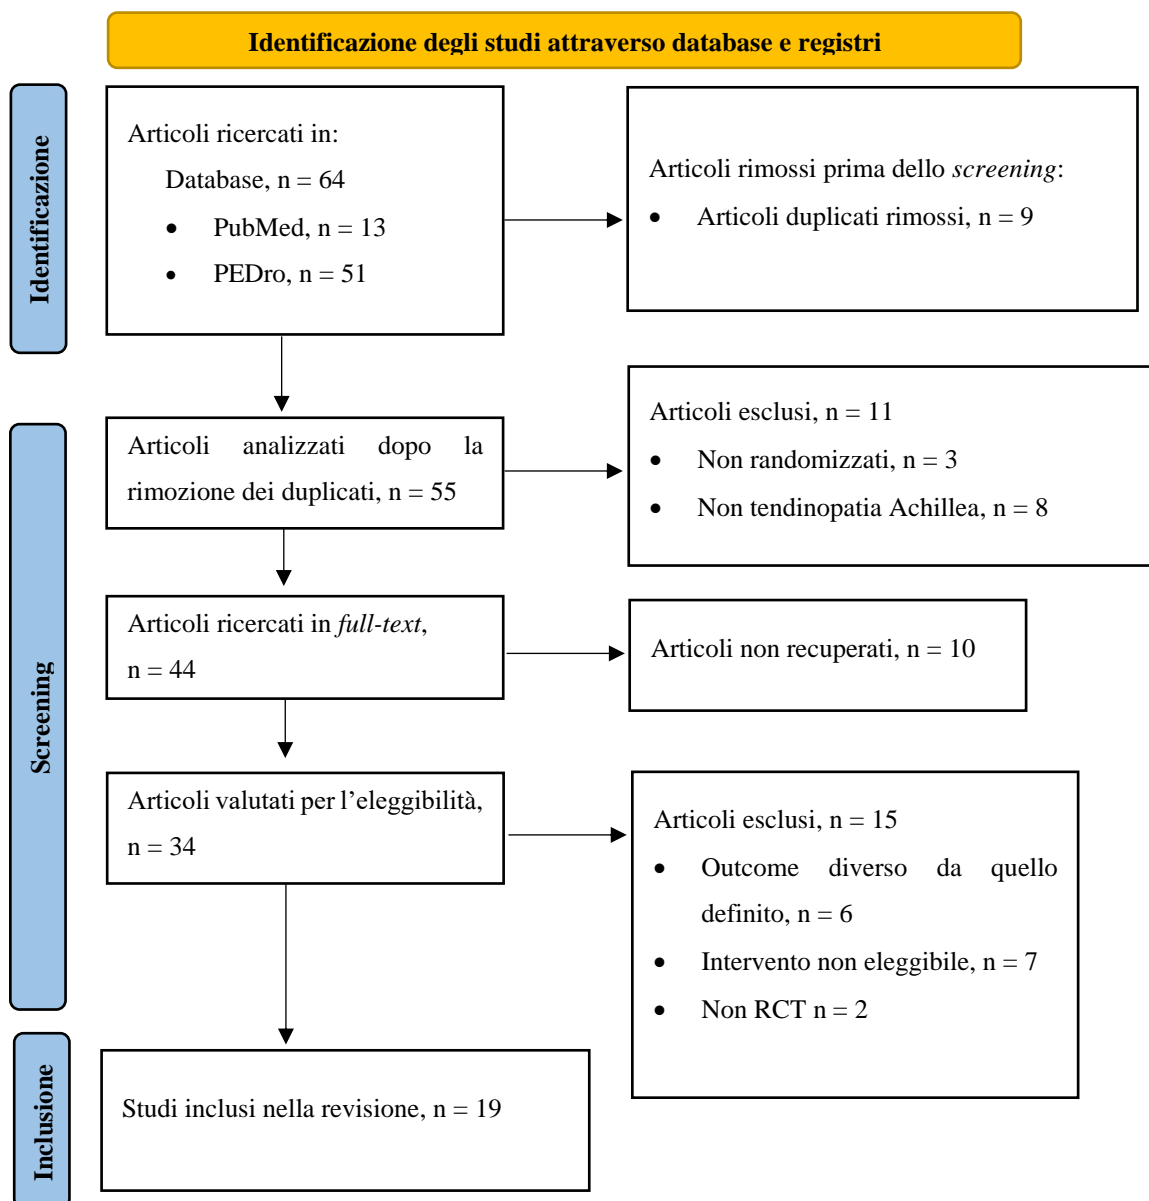 Identificazione degli studi attraverso database e registri
Identificazione
Articoli ricercati in:
Database, n = 64
• PubMed, n = 13
• PEDro, n = 51
Articoli rimossi prima dello screening:
• Articoli duplicati rimossi, n = 9
Screening
Articoli analizzati dopo la
rimozione dei duplicati, n = 55
Articoli esclusi, n = 11
• Non randomizzati, n = 3
• Non tendinopatia Achillea, n = 8
Articoli ricercati in full-text,
n = 44
Articoli non recuperati, n = 10
Articoli valutati per l’eleggibilità,
n = 34
Articoli esclusi, n = 15
• Outcome diverso da quello
definito, n = 6
• Intervento non eleggibile, n = 7
• Non RCT n = 2
Inclusione
Studi inclusi nella revisione, n = 19